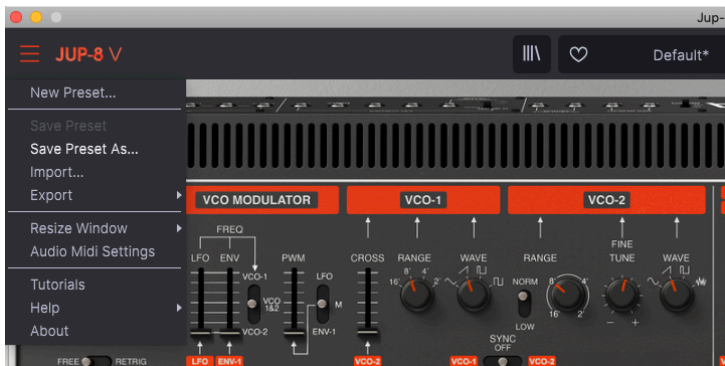 Jup-
JUP-8 V
Default*
New Preset...
Save Preset
Save Preset As...
Import...
Export
Resize Window
Audio Midi Settings
Tutorials
Help
About
VCO MODULATOR
VCO-1
VCO-2
FREQ
LFO ENV
PWM
VCO-1
VCO 1&2
VCO-2
LFO
M
ENV-1
CROSS
RANGE
16' 8' 4' 2'
WAVE
RANGE
NORM
LOW
16' 8' 4' 2'
FINE TUNE
- +
WAVE
SYNC
OFF
FREE RETRIG
LFO ENV-1
VCO-2
VCO-1 VCO-2